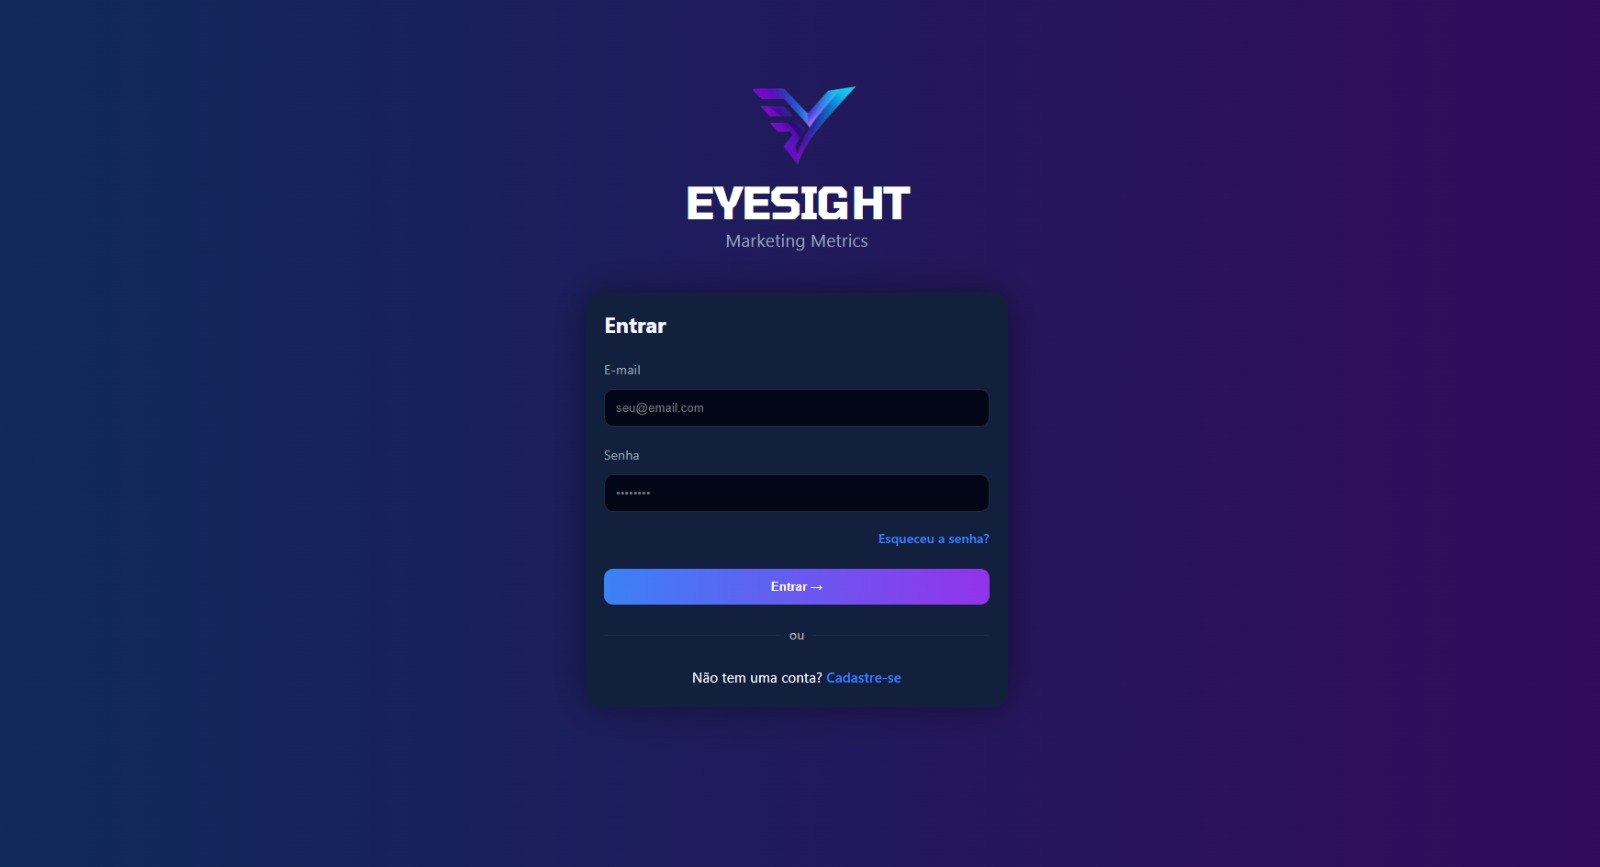 EYESIGHT
Marketing Metrics
Entrar
E-mail
seu@email.com
Senha
••••••••
Esqueceu a senha?
Entrar →
ou
Não tem uma conta? Cadastre-se